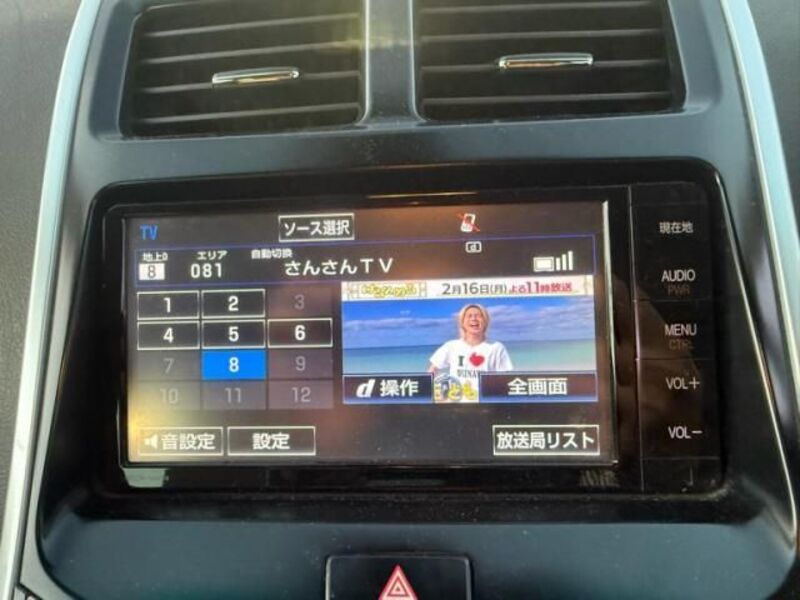 TV
ソース選択
地上D
エリア
自動切換
8
081
さんさんTV
1
2
3
4
5
6
7
8
9
10
11
12
2月16日(月)よる11時放送
I
d 操作
とも
全画面
音設定
設定
放送局リスト
現在地
AUDIO
PWR
MENU
CTRL
VOL+
VOL-